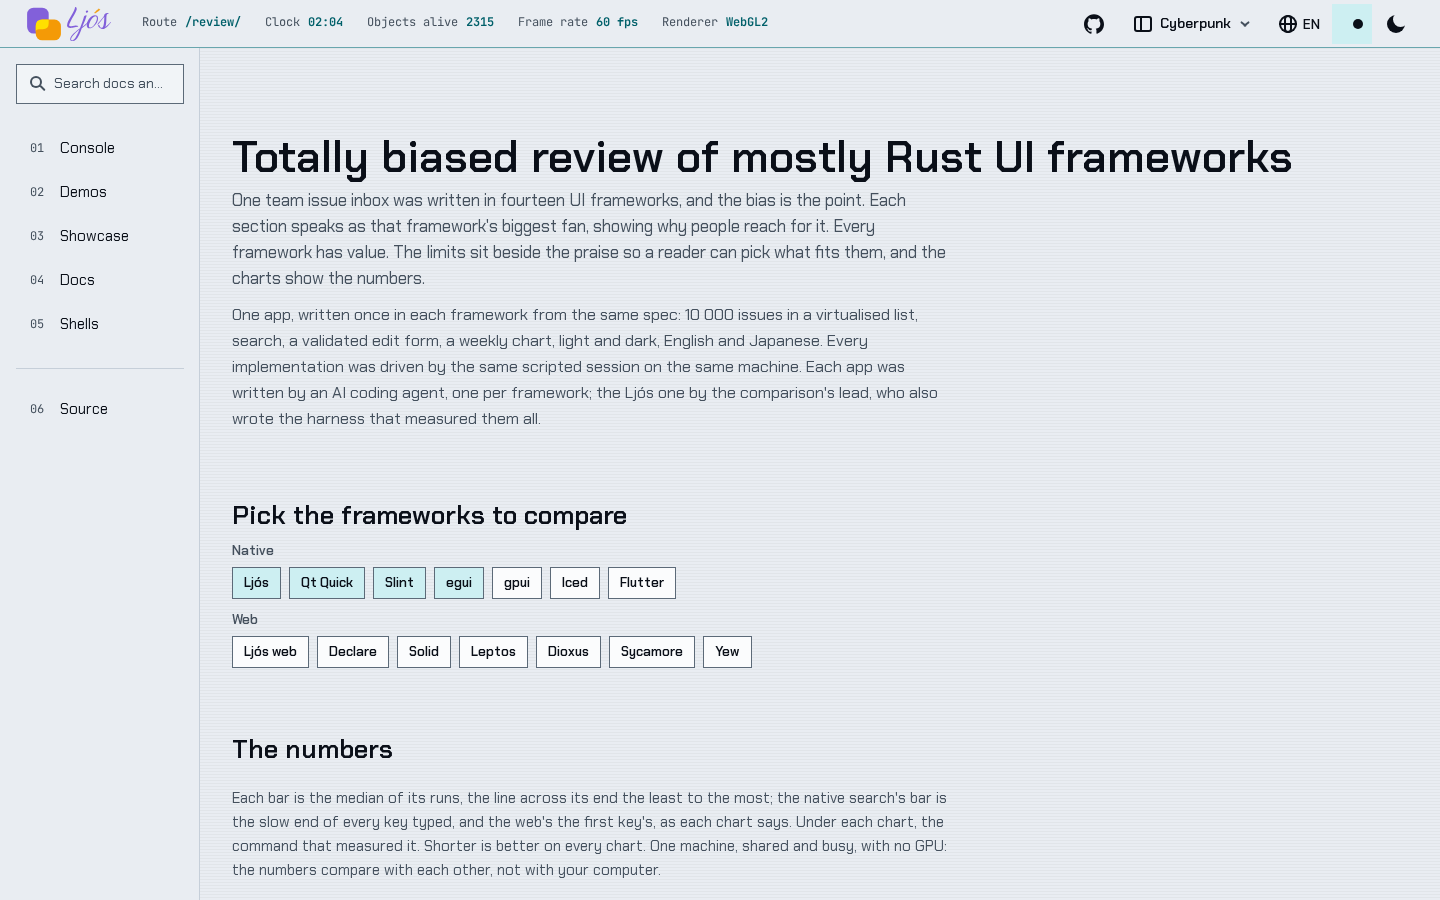 Ljós
Route /review/ Clock 02:04 Objects alive 2315 Frame rate 60 fps Renderer WebGL2
Cyberpunk
EN
Search docs an...
01 Console
02 Demos
03 Showcase
04 Docs
05 Shells
06 Source
Totally biased review of mostly Rust UI frameworks
One team issue inbox was written in fourteen UI frameworks, and the bias is the point. Each
section speaks as that framework's biggest fan, showing why people reach for it. Every
framework has value. The limits sit beside the praise so a reader can pick what fits them, and the
charts show the numbers.
One app, written once in each framework from the same spec: 10 000 issues in a virtualised list,
search, a validated edit form, a weekly chart, light and dark, English and Japanese. Every
implementation was driven by the same scripted session on the same machine. Each app was
written by an AI coding agent, one per framework; the Ljós one by the comparison's lead, who also
wrote the harness that measured them all.
Pick the frameworks to compare
Native
Ljós Qt Quick Slint egui gpui Iced Flutter
Web
Ljós web Declare Solid Leptos Dioxus Sycamore Yew
The numbers
Each bar is the median of its runs, the line across its end the least to the most; the native search's bar is
the slow end of every key typed, and the web's the first key's, as each chart says. Under each chart, the
command that measured it. Shorter is better on every chart. One machine, shared and busy, with no GPU:
the numbers compare with each other, not with your computer.